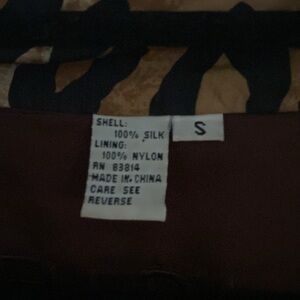 SHELL:
100% SILK
LINING:
100% NYLON
RN 83814
MADE IN CHINA
CARE SEE
REVERSE
S